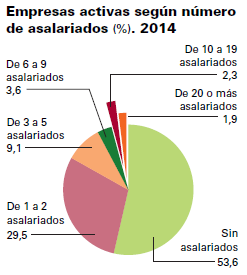 Empresas activas según número
de asalariados (%). 2014
De 10 a 19
asalariados
2,3
De 6 a 9
asalariados
3,6
De 20 o más
asalariados
1,9
De 3 a 5
asalariados
9,1
De 1 a 2
asalariados
29,5
Sin
asalariados
53,6